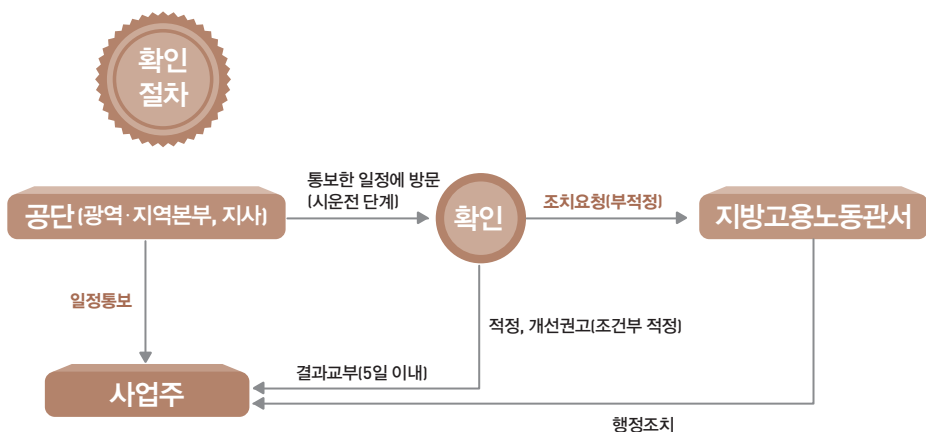 확인
절차
통보한 일정에 방문
(시운전 단계)
공단 (광역·지역본부, 지사)
확인
조치요청(부적정)
지방고용노동관서
일정통보
적정, 개선권고(조건부 적정)
결과교부(5일 이내)
사업주
행정조치